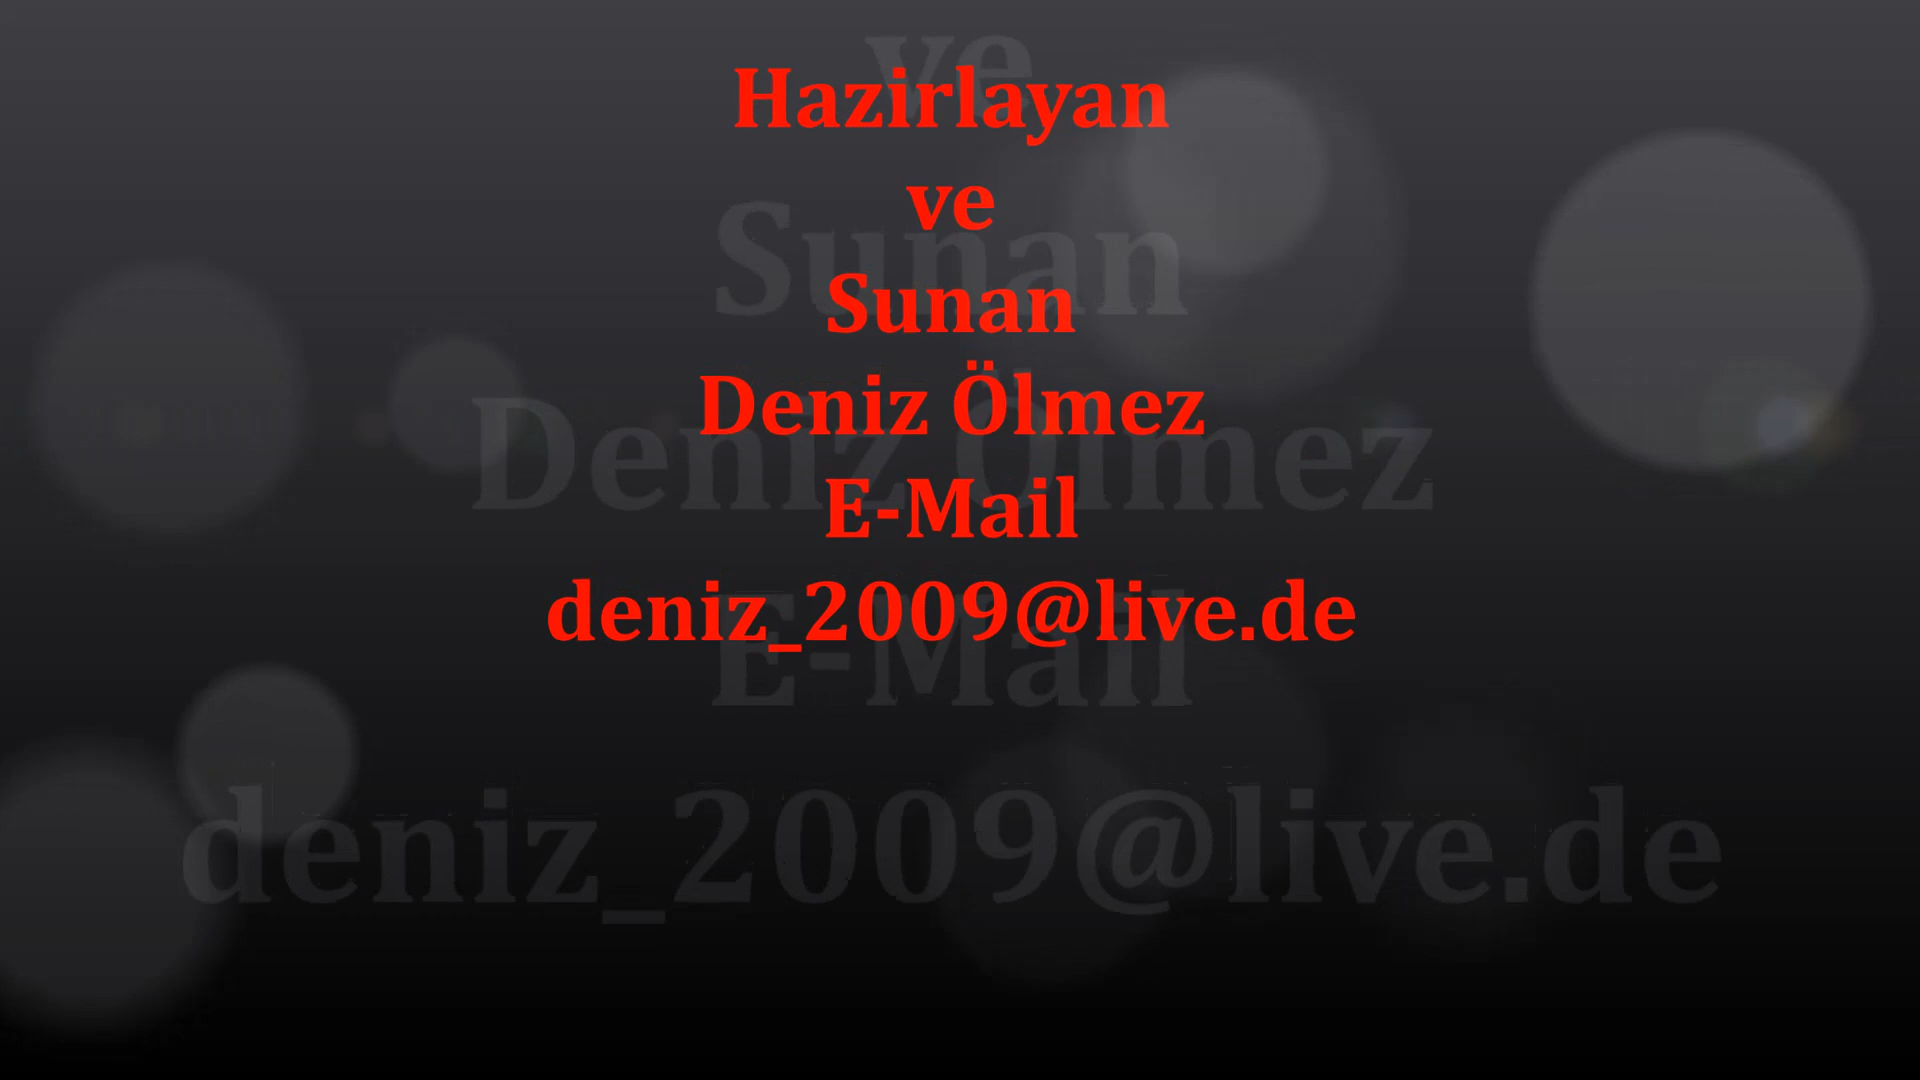 Hazirlayan
ve
Sunan
Deniz Ölmez
E-Mail
deniz_2009@live.de